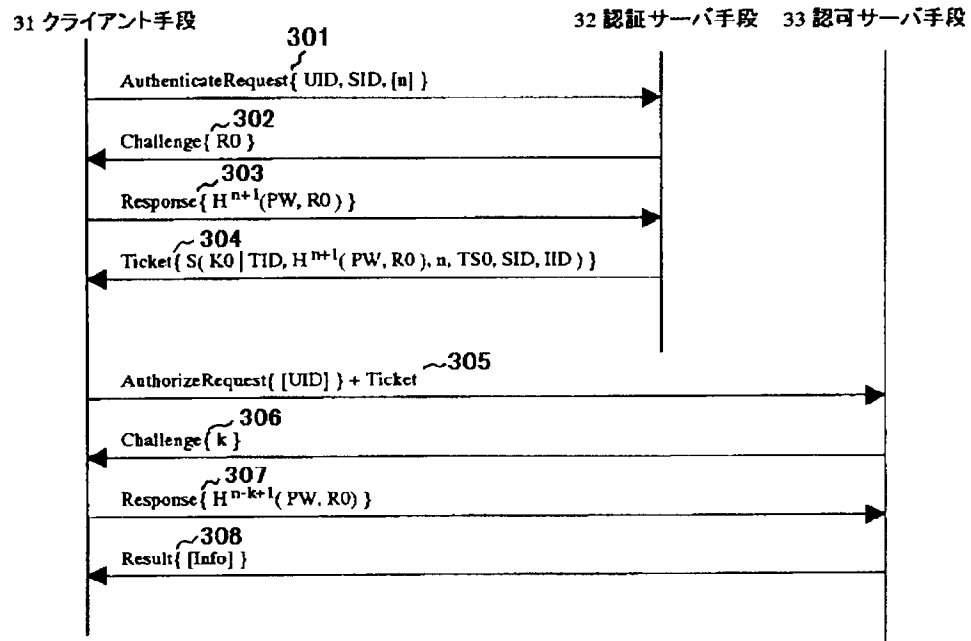 31 クライアント手段 32 認証サーバ手段 33 認可サーバ手段
301
AuthenticateRequest{ UID, SID, [n] }
302
Challenge{ R0 }
303
Response{ H^n+1(PW, R0 ) }
304
Ticket{ S( K0 | TID, H^n+1( PW, R0 ), n, TS0, SID, IID ) }
305
AuthorizeRequest{ [UID] } + Ticket
306
Challenge{ k }
307
Response{ H^n-k+1( PW, R0) }
308
Result{ [Info] }